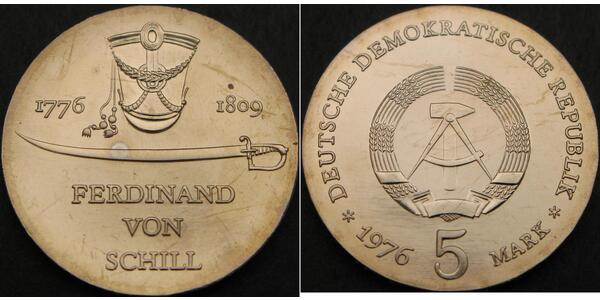 1776 1809
FERDINAND
VON
SCHILL
DEUTSCHE DEMOKRATISCHE REPUBLIK
* 1976 5 MARK *